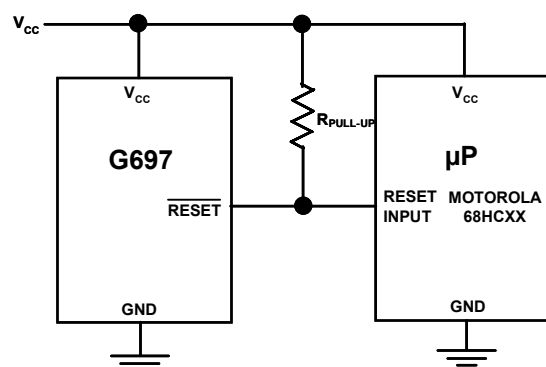 VCC
VCC
G697
RESET
GND
RPULL-UP
VCC
µP
RESET MOTOROLA
INPUT 68HCXX
GND